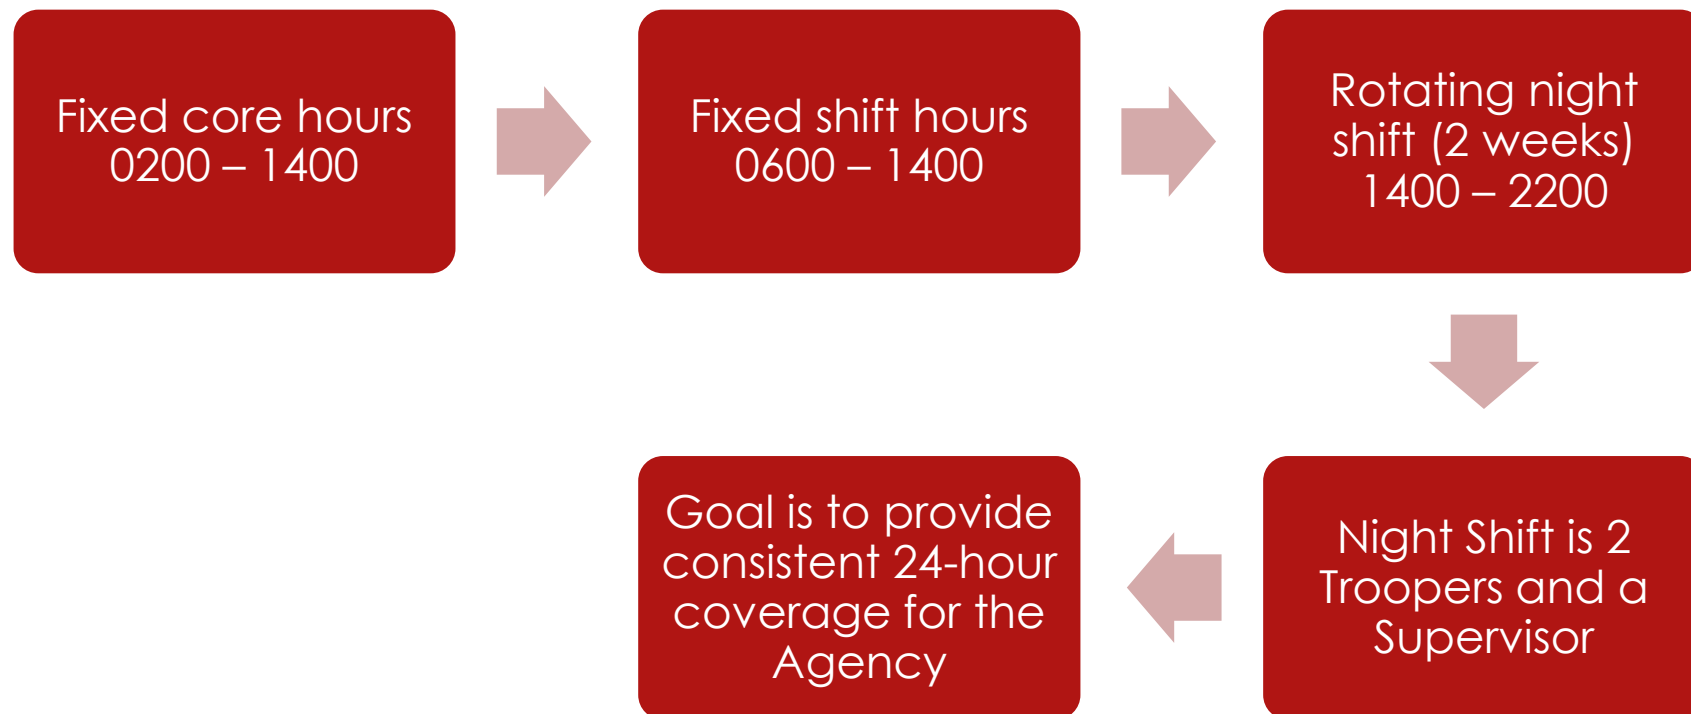 Fixed core hours
0200 – 1400
Fixed shift hours
0600 – 1400
Rotating night
shift (2 weeks)
1400 – 2200
Night Shift is 2
Troopers and a
Supervisor
Goal is to provide
consistent 24-hour
coverage for the
Agency